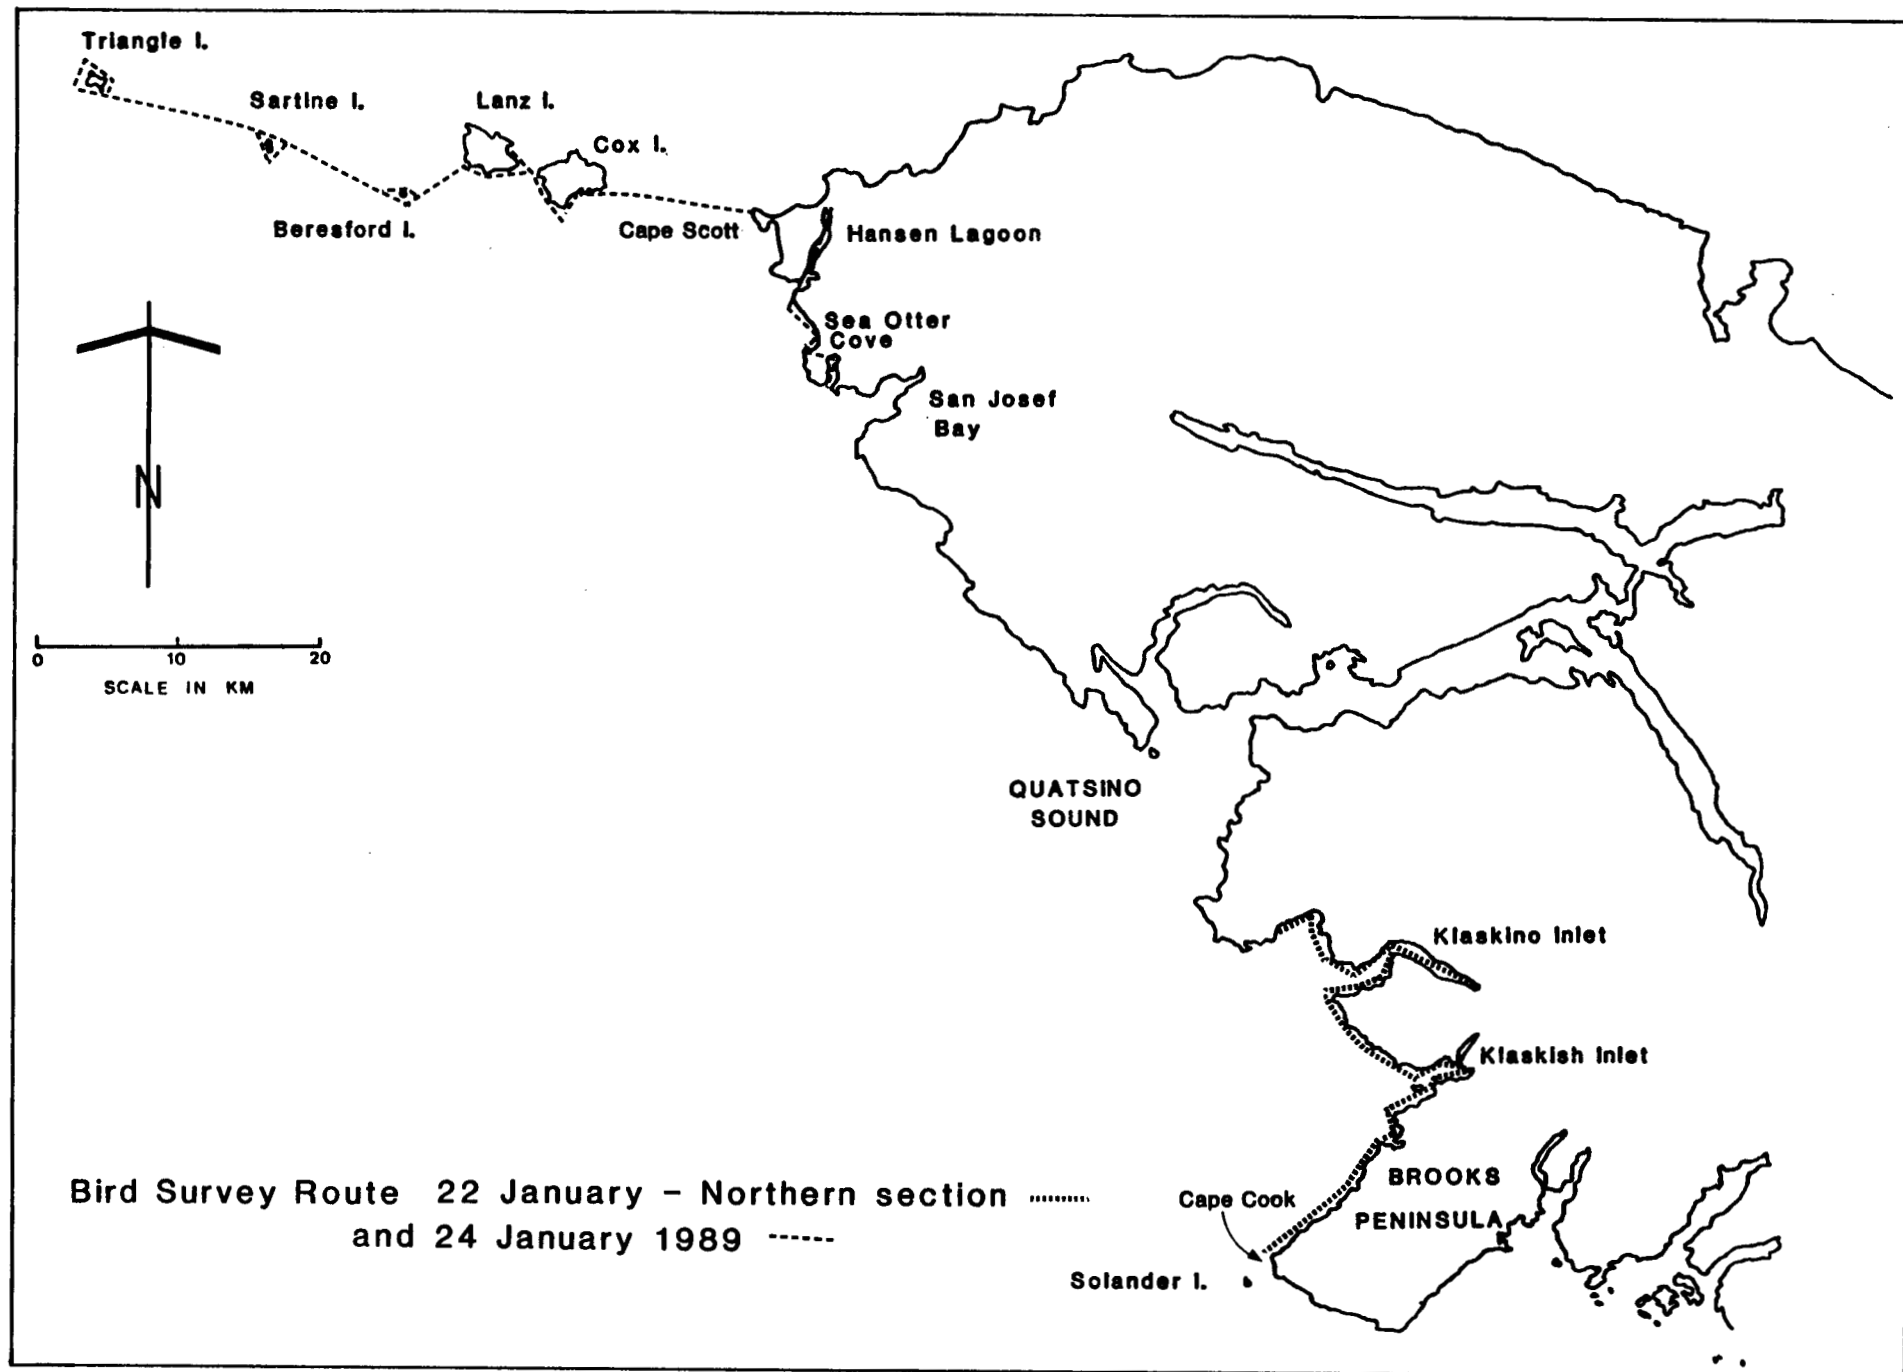 Triangle I.
Sartine I.
Lanz I.
Cox I.
Beresford I.
Cape Scott
Hansen Lagoon
Sea Otter
Cove
San Josef
Bay
N
0 10 20
SCALE IN KM
QUATSINO
SOUND
Klaskino Inlet
Klaskish Inlet
BROOKS
PENINSULA
Cape Cook
Solander I.
Bird Survey Route 22 January – Northern section
and 24 January 1989